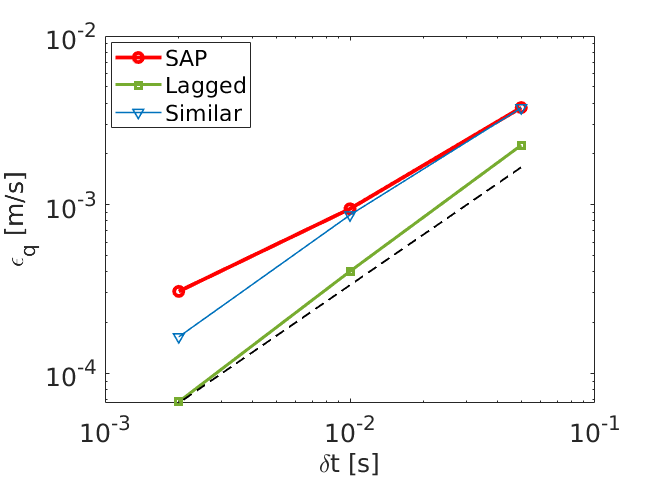 10^-2
SAP
Lagged
Similar
10^-3
ϵ_q [m/s]
10^-4
10^-3
10^-2
10^-1
δt [s]